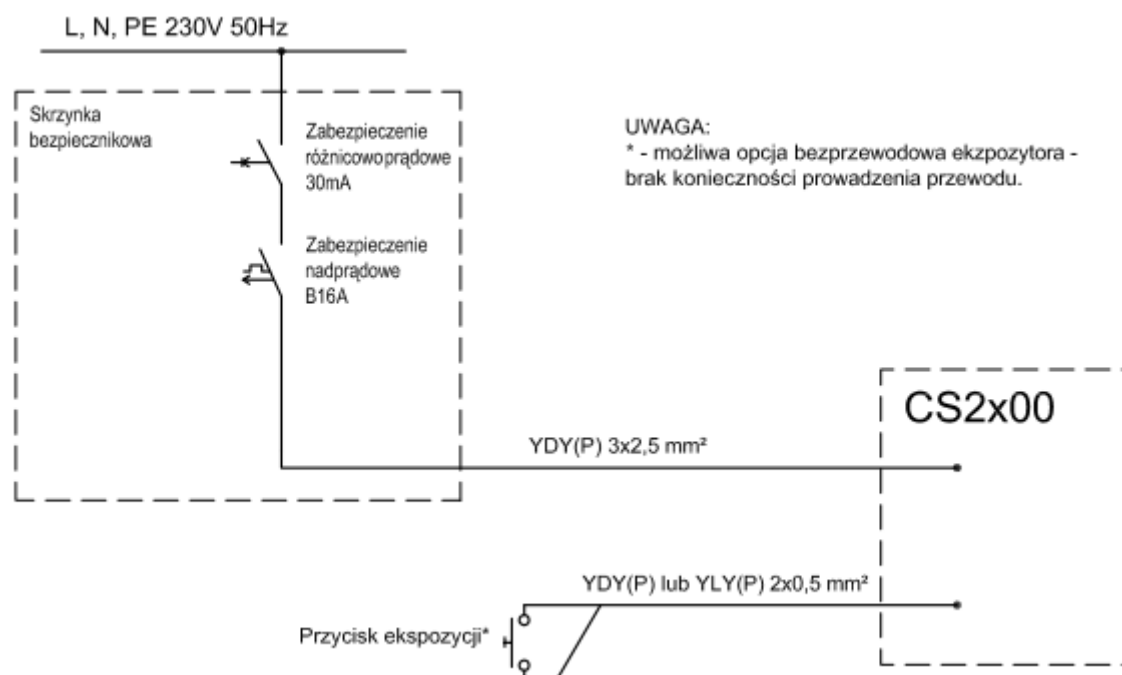 L, N, PE 230V 50Hz
Skrzynka
bezpiecznikowa
Zabezpieczenie
różnicowoprądowe
30mA
Zabezpieczenie
nadprądowe
B16A
UWAGA:
* - możliwa opcja bezprzewodowa ekzpozytora -
brak konieczności prowadzenia przewodu.
CS2x00
YDY(P) 3x2,5 mm²
YDY(P) lub YLY(P) 2x0,5 mm²
Przycisk ekspozycji*